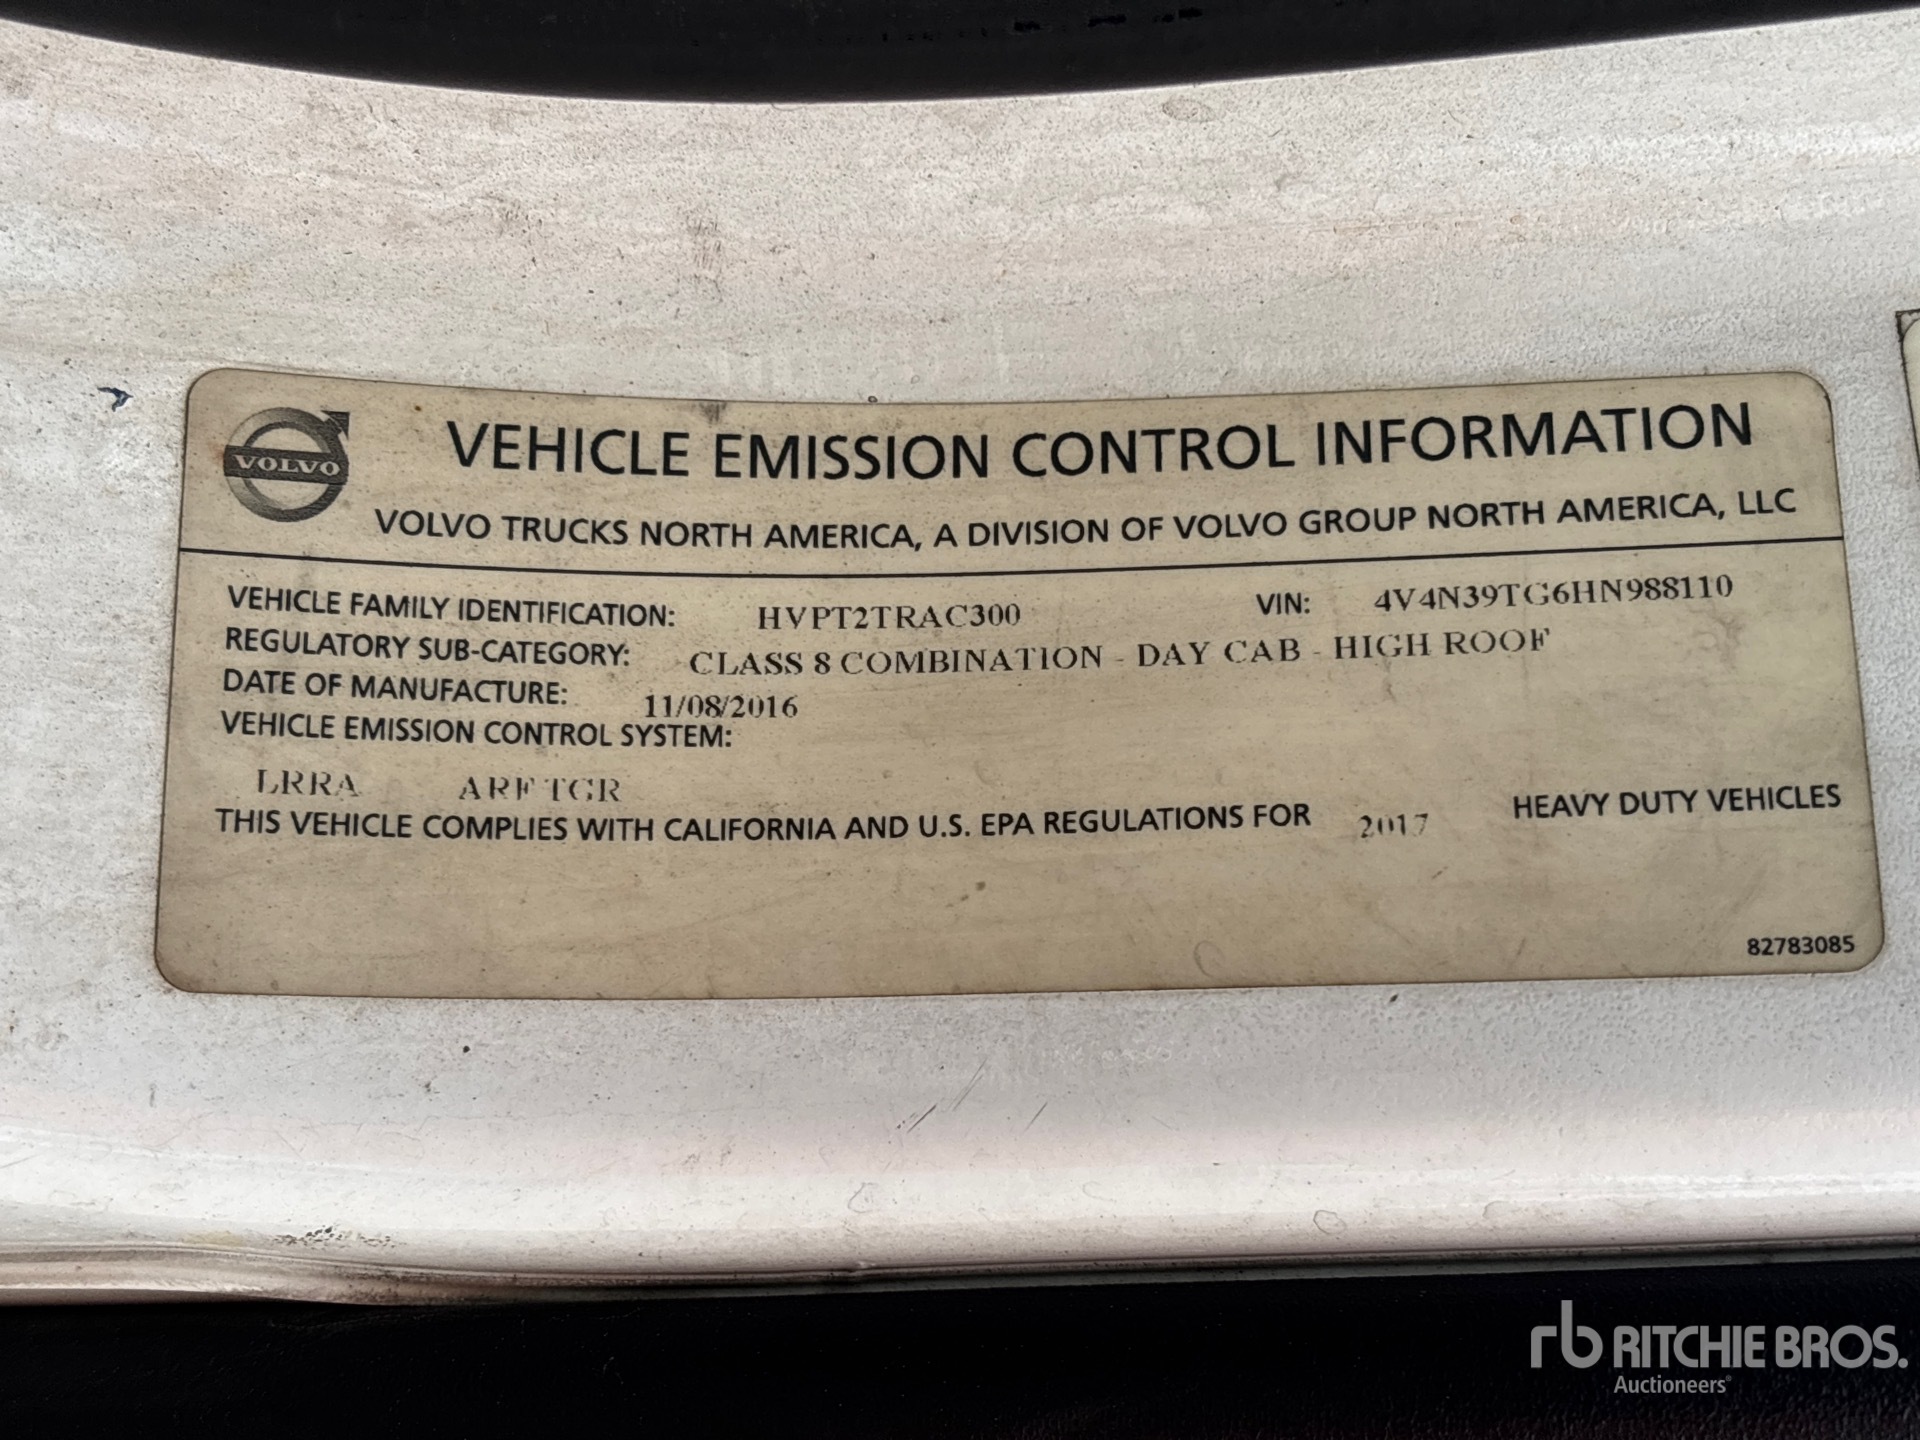 VOLVO
VEHICLE EMISSION CONTROL INFORMATION
VOLVO TRUCKS NORTH AMERICA, A DIVISION OF VOLVO GROUP NORTH AMERICA, LLC
VEHICLE FAMILY IDENTIFICATION: HVPT2TRAC300 VIN: 4V4N39TG6HN988110
REGULATORY SUB-CATEGORY: CLASS 8 COMBINATION - DAY CAB - HIGH ROOF
DATE OF MANUFACTURE: 11/08/2016
VEHICLE EMISSION CONTROL SYSTEM:
LRRA ARF TGR
THIS VEHICLE COMPLIES WITH CALIFORNIA AND U.S. EPA REGULATIONS FOR 2017 HEAVY DUTY VEHICLES
82783085
rb RITCHIE BROS.
Auctioneers